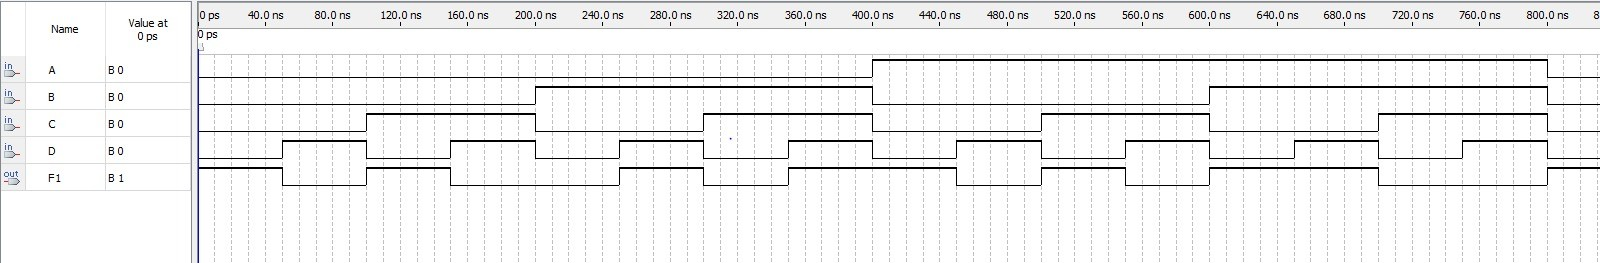 Name Value at 0 ps
0 ps 80.0 ns 40.0 ns 120.0 ns 160.0 ns 200.0 ns 240.0 ns 280.0 ns 320.0 ns 360.0 ns 400.0 ns 440.0 ns 480.0 ns 520.0 ns 560.0 ns 600.0 ns 640.0 ns 680.0 ns 720.0 ns 760.0 ns 800.0 ns
0 ps
in A B 0
in B B 0
in C B 0
in D B 0
out F1 B 1